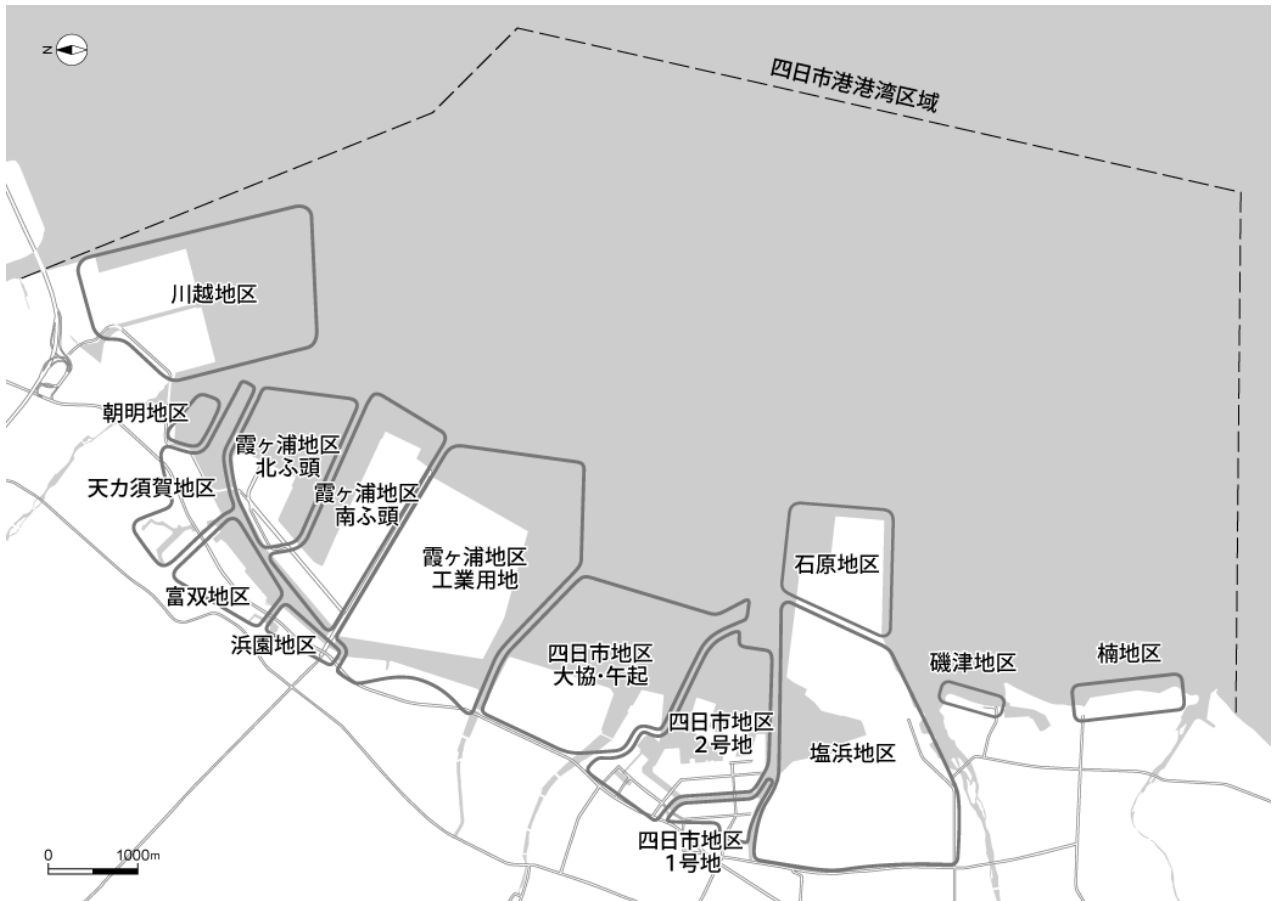 N
四日市港港湾区域
川越地区
朝明地区
霞ヶ浦地区
北ふ頭
天カ須賀地区
霞ヶ浦地区
南ふ頭
霞ヶ浦地区
工業用地
石原地区
富双地区
浜園地区
四日市地区
大協・午起
磯津地区
楠地区
四日市地区
2号地
塩浜地区
四日市地区
1号地
0 1000m